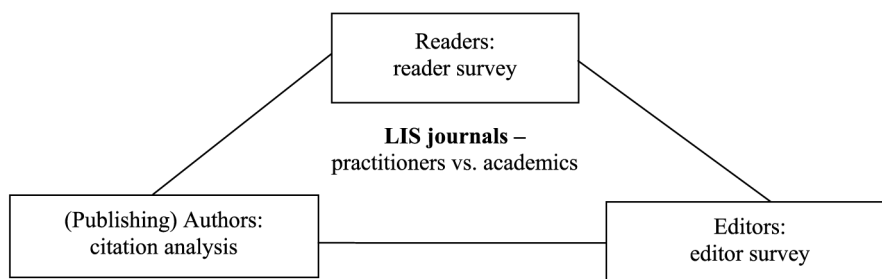 Readers:
reader survey
LIS journals –
practitioners vs. academics
(Publishing) Authors:
citation analysis
Editors:
editor survey